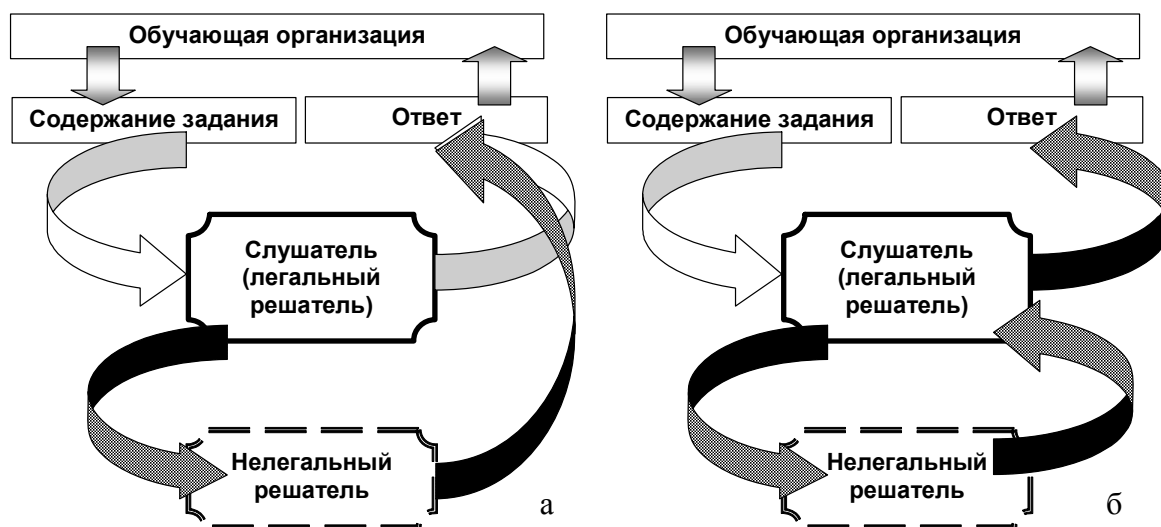 Обучающая организация
Содержание задания
Ответ
Слушатель
(легальный
решатель)
Нелегальный
решатель
а
Обучающая организация
Содержание задания
Ответ
Слушатель
(легальный
решатель)
Нелегальный
решатель
б